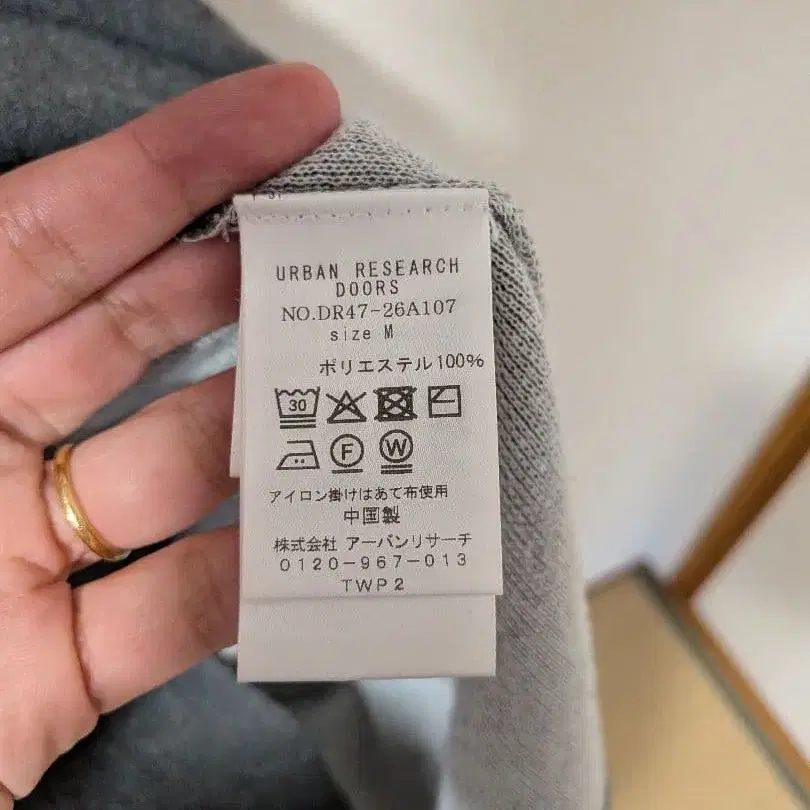 URBAN RESEARCH
DOORS
NO.DR47-26A107
size M
ポリエステル100%
30
F W
アイロン掛けはあて布使用
中国製
株式会社 アーバンリサーチ
0120-967-013
TWP2